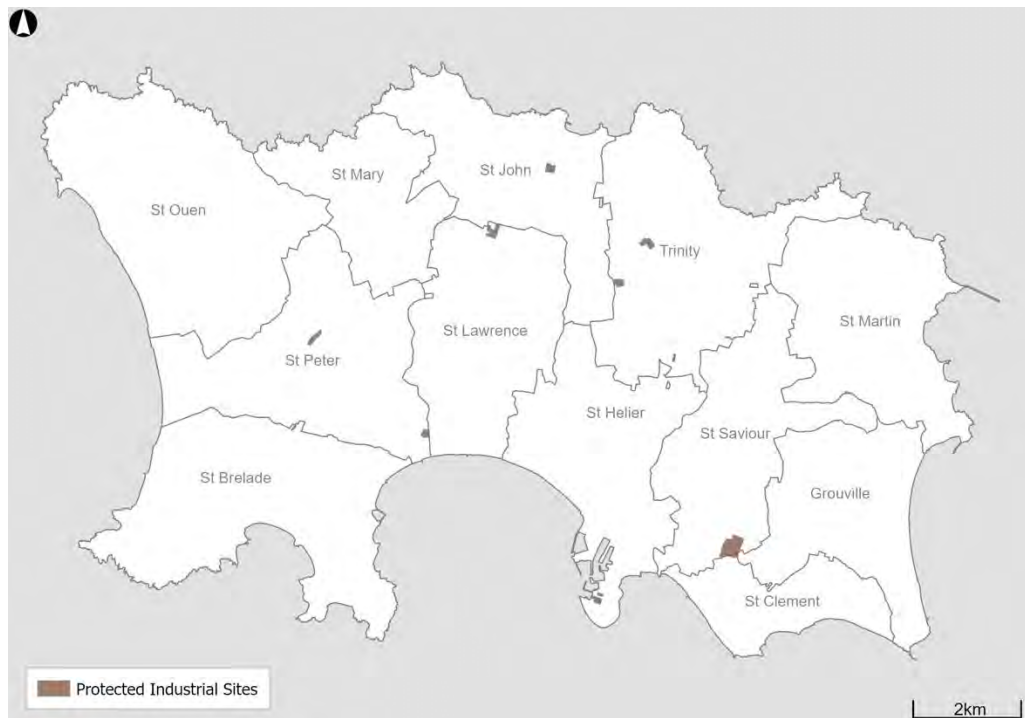 St Mary
St John
St Ouen
Trinity
St Martin
St Lawrence
St Peter
St Helier
St Saviour
St Brelade
Grouville
St Clement
Protected Industrial Sites
2km